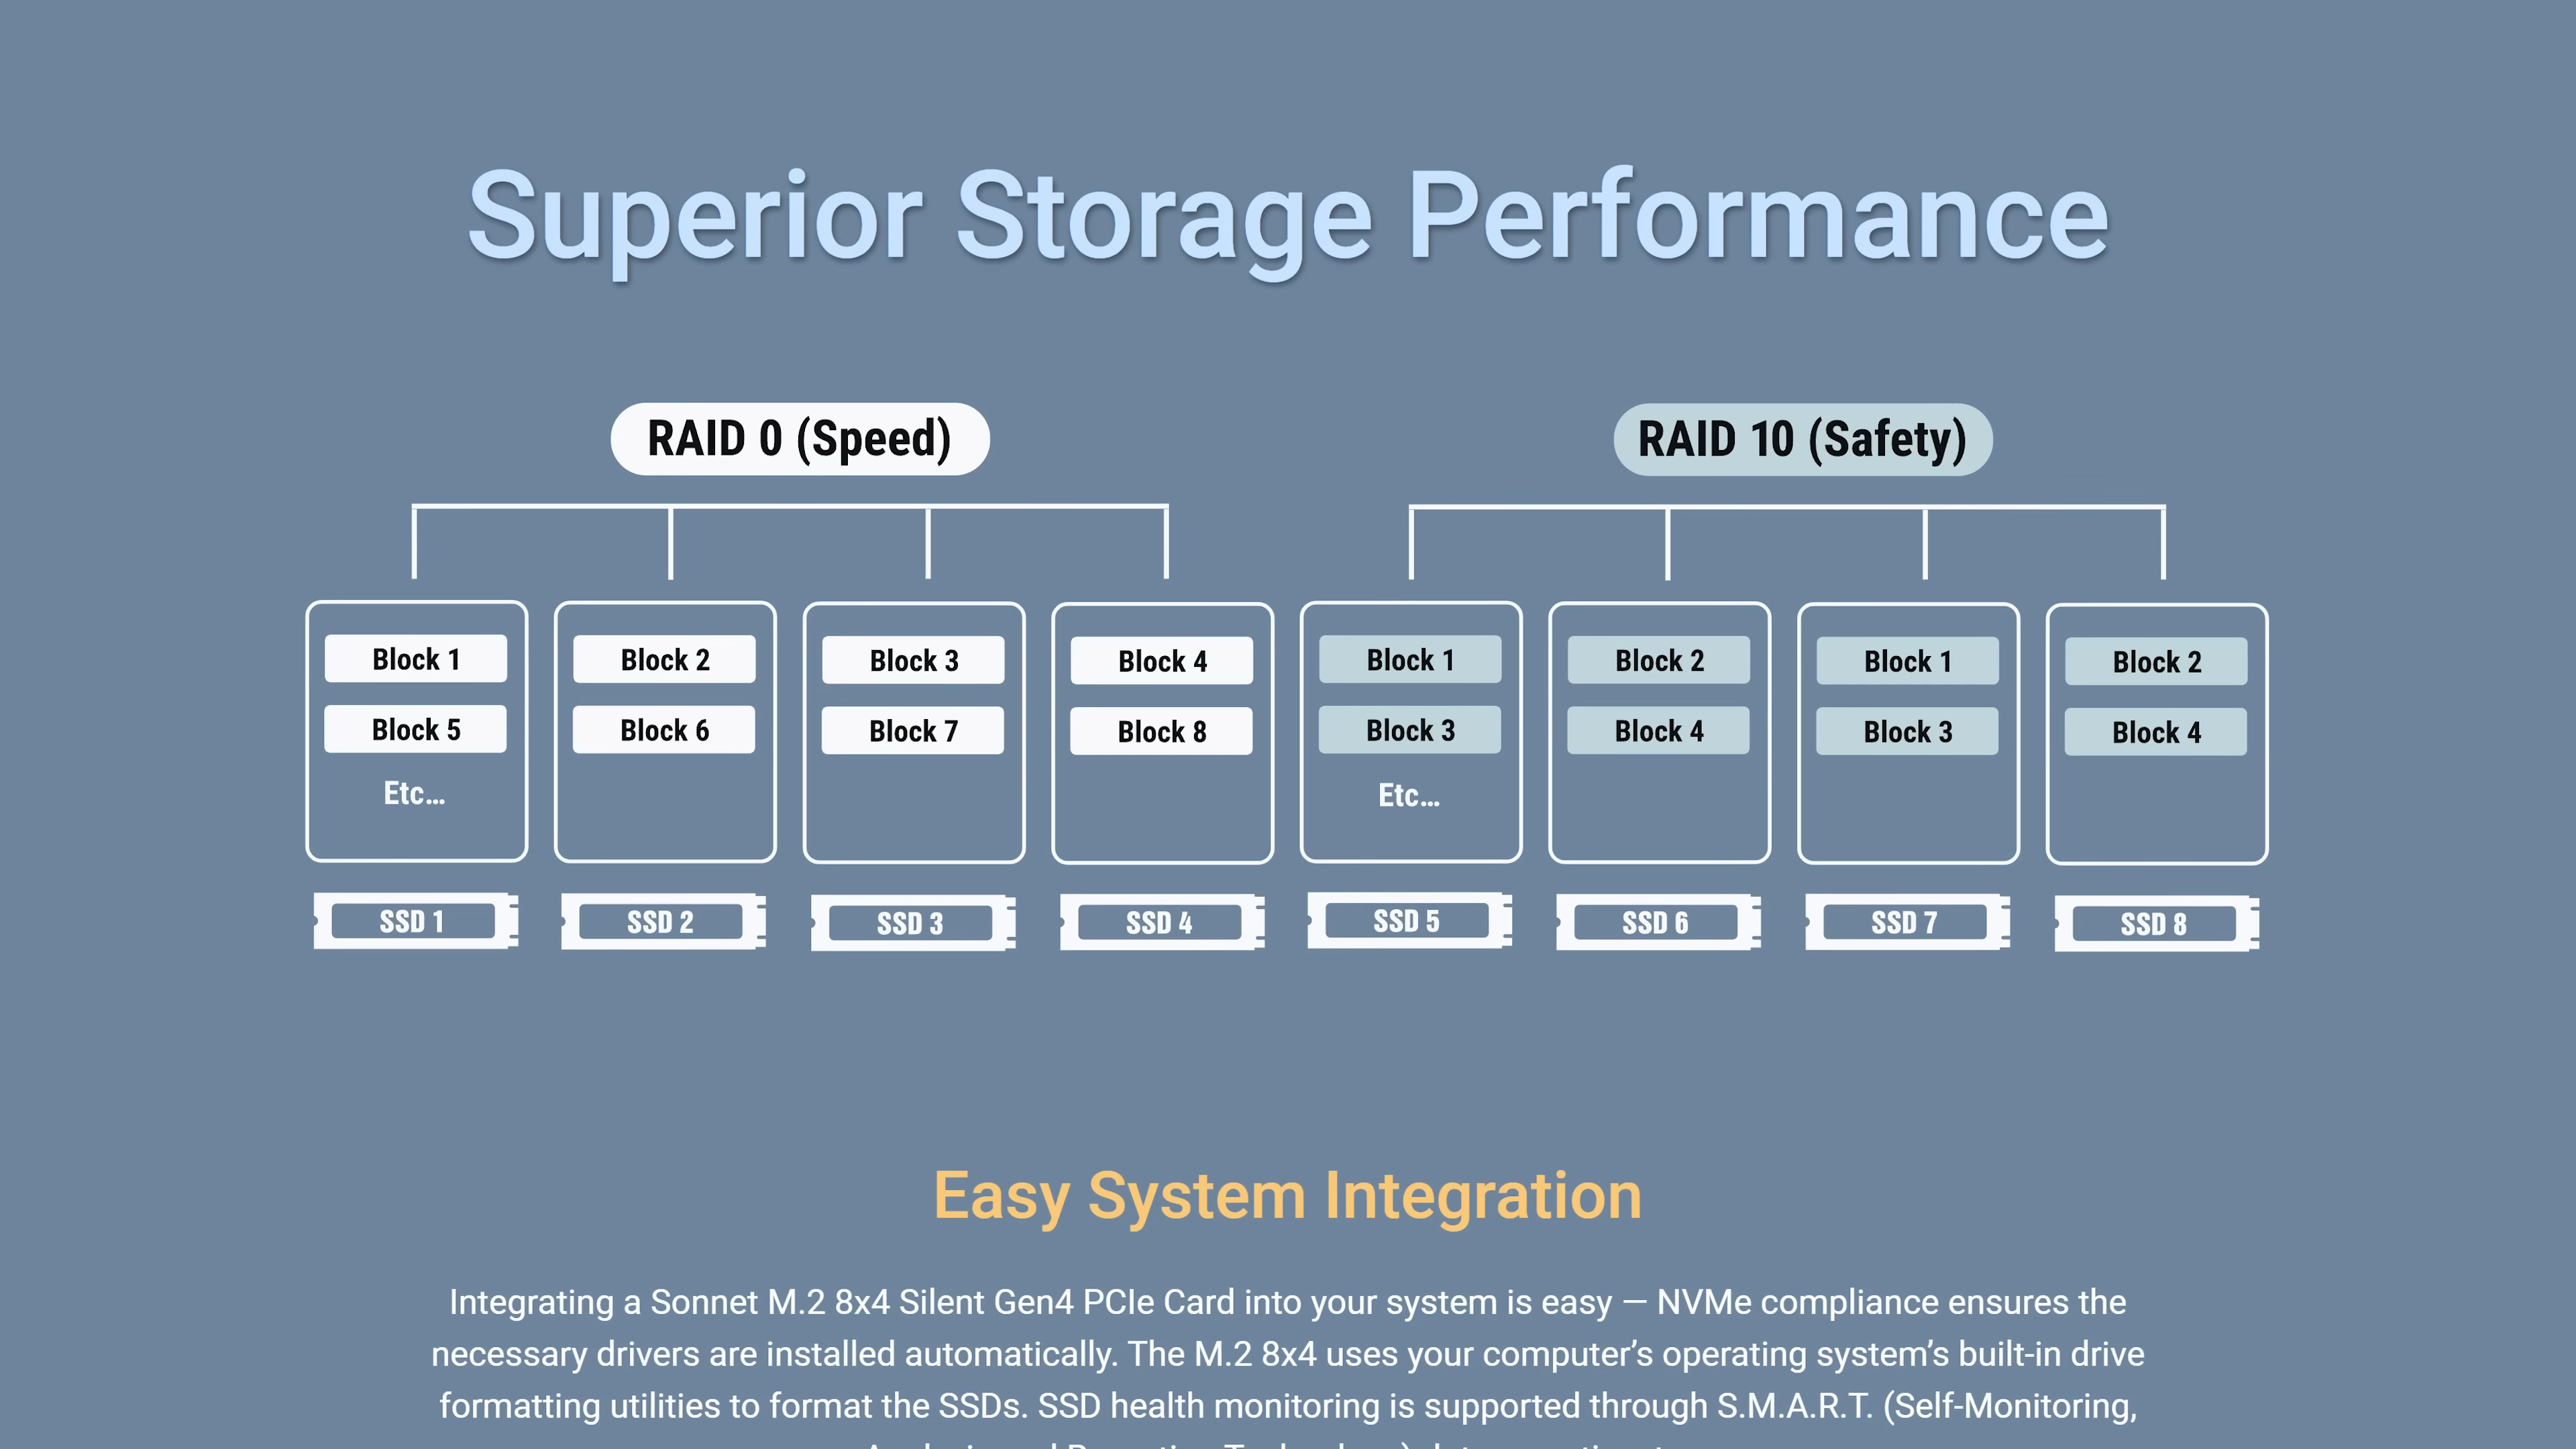 Superior Storage Performance
RAID 0 (Speed)
RAID 10 (Safety)
Block 1
Block 5
Etc...
Block 2
Block 6
Block 3
Block 7
Block 4
Block 8
Block 1
Block 3
Etc...
Block 2
Block 4
Block 1
Block 3
Block 2
Block 4
SSD 1
SSD 2
SSD 3
SSD 4
SSD 5
SSD 6
SSD 7
SSD 8
Easy System Integration
Integrating a Sonnet M.2 8x4 Silent Gen4 PCIe Card into your system is easy — NVMe compliance ensures the
necessary drivers are installed automatically. The M.2 8x4 uses your computer’s operating system’s built-in drive
formatting utilities to format the SSDs. SSD health monitoring is supported through S.M.A.R.T. (Self-Monitoring,